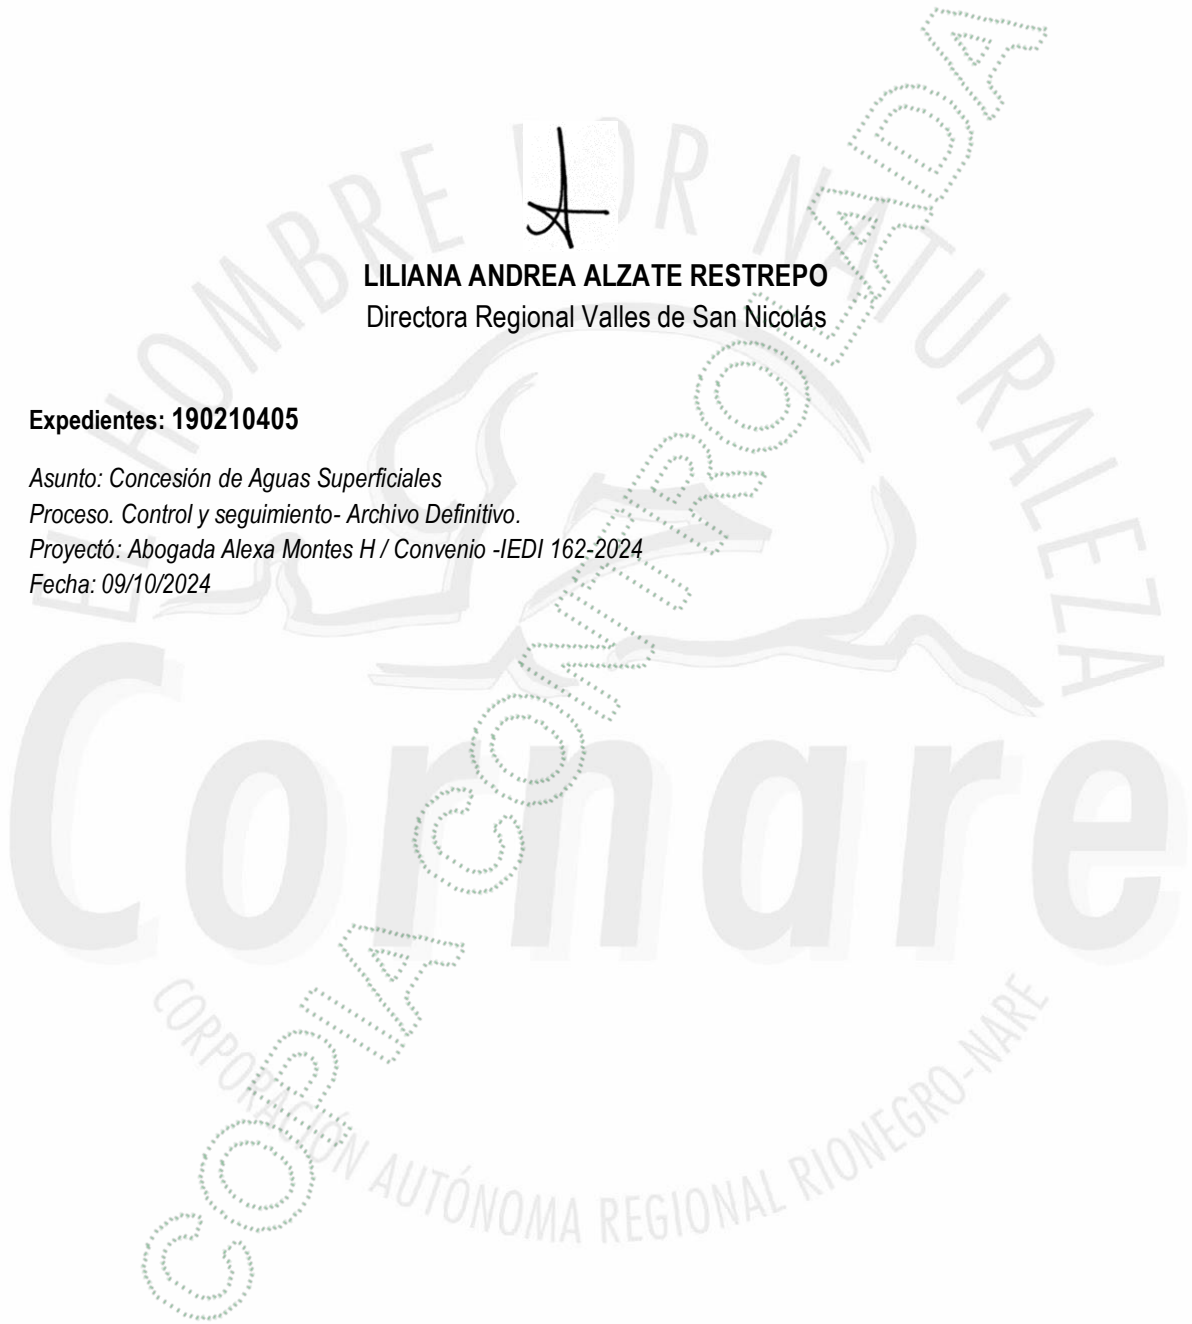 LILIANA ANDREA ALZATE RESTREPO
Directora Regional Valles de San Nicolás
Expedientes: 190210405
Asunto: Concesión de Aguas Superficiales
Proceso. Control y seguimiento- Archivo Definitivo.
Proyectó: Abogada Alexa Montes H / Convenio -IEDI 162-2024
Fecha: 09/10/2024
EL HOMBRE POR NATURALEZA
Cornare
CORPORACIÓN AUTÓNOMA REGIONAL RIONEGRO-NARE
COPIA CONTROLADA